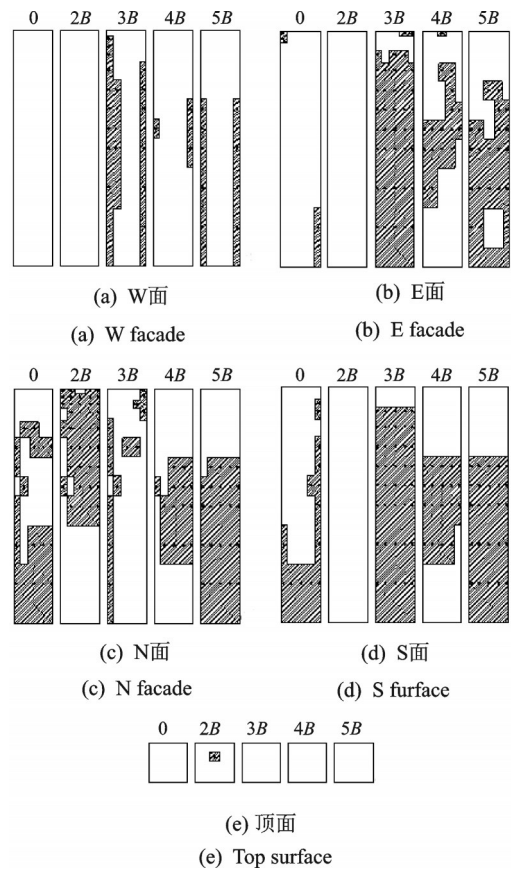 0 2B 3B 4B 5B 0 2B 3B 4B 5B
(a) W面 (b) E面
(a) W facade (b) E facade
0 2B 3B 4B 5B 0 2B 3B 4B 5B
(c) N面 (d) S面
(c) N facade (d) S furface
0 2B 3B 4B 5B
(e) 顶面
(e) Top surface